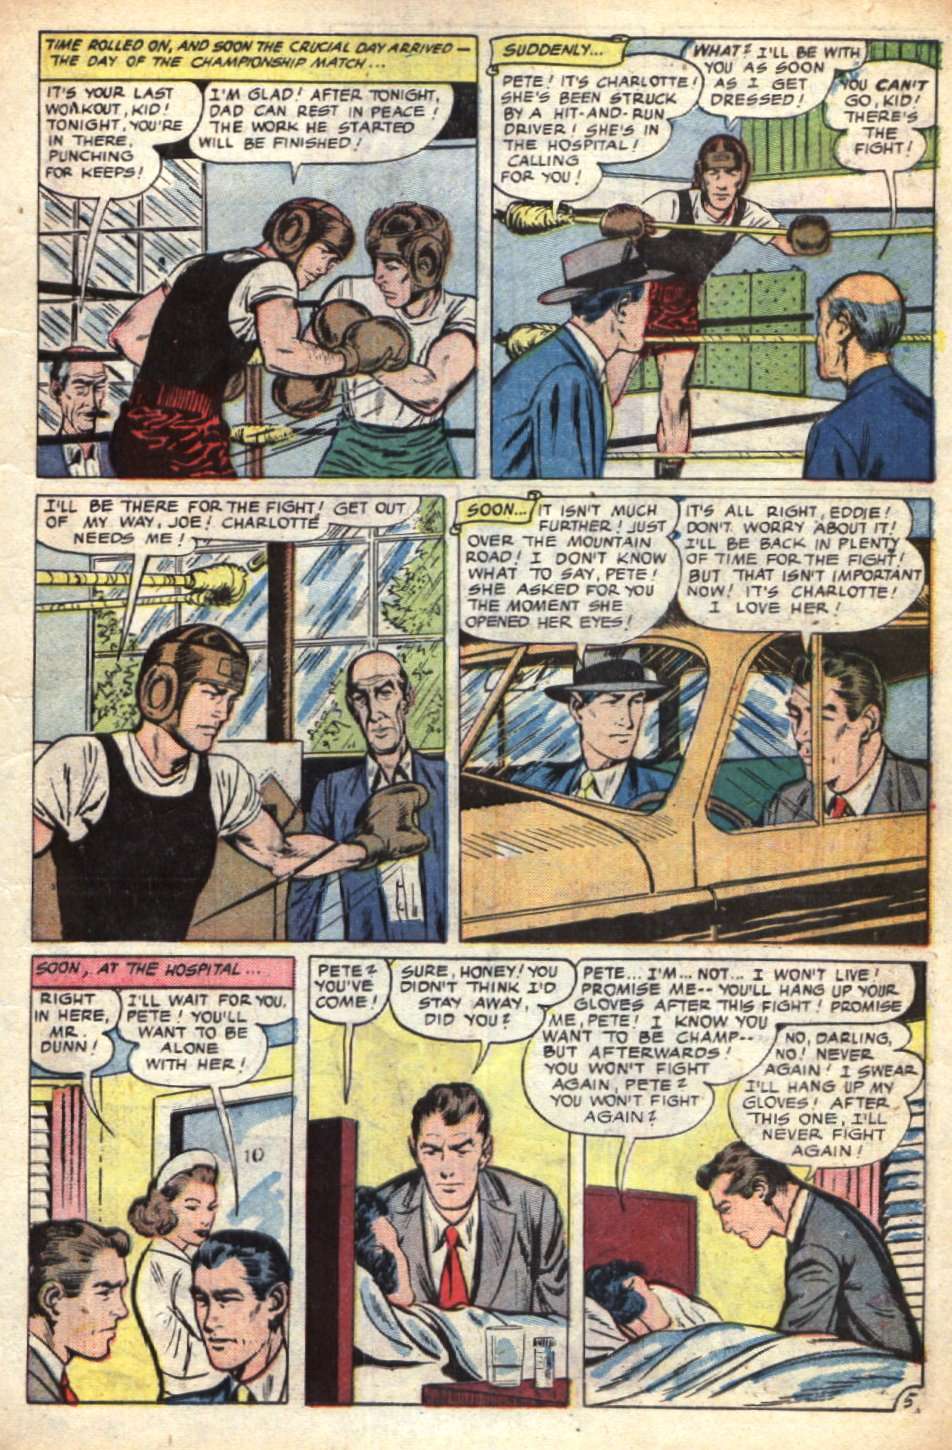 TIME ROLLED ON, AND SOON THE CRUCIAL DAY ARRIVED—
THE DAY OF THE CHAMPIONSHIP MATCH...
IT'S YOUR LAST
WORKOUT, KID!
TONIGHT, YOU'RE
IN THERE,
PUNCHING
FOR KEEPS!
I'M GLAD! AFTER TONIGHT,
DAD CAN REST IN PEACE!
THE WORK HE STARTED
WILL BE FINISHED!
SUDDENLY...
PETE! IT'S CHARLOTTE!
SHE'S BEEN STRUCK
BY A HIT-AND-RUN
DRIVER! SHE'S IN
THE HOSPITAL!
CALLING
FOR YOU!
WHAT? I'LL BE WITH
YOU AS SOON
AS I GET
DRESSED!
YOU CAN'T
GO, KID!
THERE'S
THE
FIGHT!
I'LL BE THERE FOR THE FIGHT! GET OUT
OF MY WAY, JOE! CHARLOTTE
NEEDS ME!
SOON...
IT ISN'T MUCH
FURTHER! JUST
OVER THE MOUNTAIN
ROAD! I DON'T KNOW
WHAT TO SAY, PETE!
SHE ASKED FOR YOU
THE MOMENT SHE
OPENED HER EYES!
IT'S ALL RIGHT, EDDIE!
DON'T WORRY ABOUT IT!
I'LL BE BACK IN PLENTY
OF TIME FOR THE FIGHT!
BUT THAT ISN'T IMPORTANT
NOW! IT'S CHARLOTTE!
I LOVE HER!
SOON, AT THE HOSPITAL...
RIGHT
IN HERE,
MR.
DUNN!
I'LL WAIT FOR YOU,
PETE! YOU'LL
WANT TO BE
ALONE
WITH HER!
10
PETE?
YOU'VE
COME!
SURE, HONEY! YOU
DIDN'T THINK I'D
STAY AWAY,
DID YOU?
PETE... I'M... NOT... I WON'T LIVE!
PROMISE ME-- YOU'LL HANG UP YOUR
GLOVES AFTER THIS FIGHT! PROMISE
ME, PETE! I KNOW YOU
WANT TO BE CHAMP--
BUT AFTERWARDS!
YOU WON'T FIGHT
AGAIN, PETE?
YOU WON'T FIGHT
AGAIN?
NO, DARLING,
NO! NEVER
AGAIN! I SWEAR
I'LL HANG UP MY
GLOVES! AFTER
THIS ONE, I'LL
NEVER FIGHT
AGAIN!
5